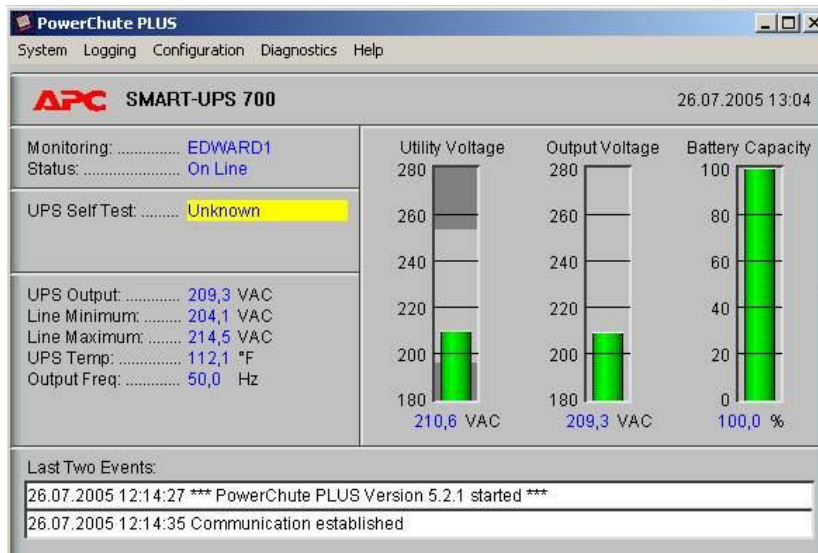 PowerChute PLUS
System Logging Configuration Diagnostics Help
APC SMART-UPS 700
26.07.2005 13:04
Monitoring: ............... EDWARD1
Status: ...................... On Line
UPS Self Test: ......... Unknown
UPS Output: ............. 209,3 VAC
Line Minimum: ......... 204,1 VAC
Line Maximum: ........ 214,5 VAC
UPS Temp: ............... 112,1 °F
Output Freq: ............. 50,0 Hz
Utility Voltage
280
260
240
220
200
180
210,6 VAC
Output Voltage
280
260
240
220
200
180
209,3 VAC
Battery Capacity
100
80
60
40
20
0
100,0 %
Last Two Events:
26.07.2005 12:14:27 *** PowerChute PLUS Version 5.2.1 started ***
26.07.2005 12:14:35 Communication established